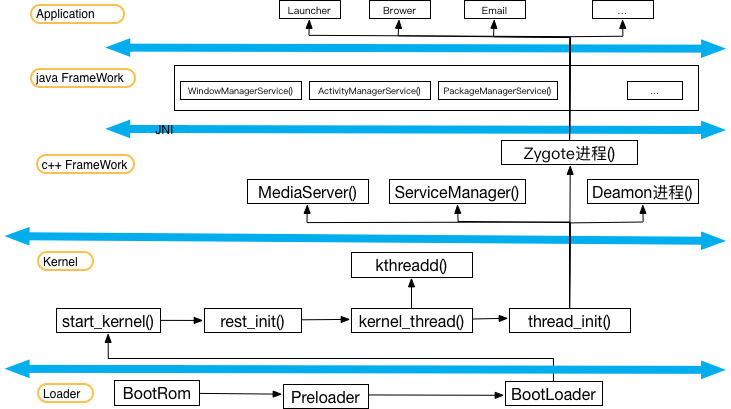 Application
Launcher
Brower
Email
...
java FrameWork
WindowManagerService()
ActivityManagerService()
PackageManagerService()
...
JNI
c++ FrameWork
Zygote进程()
MediaServer()
ServiceManager()
Deamon进程()
Kernel
kthreadd()
start_kernel()
rest_init()
kernel_thread()
thread_init()
Loader
BootRom
Preloader
BootLoader